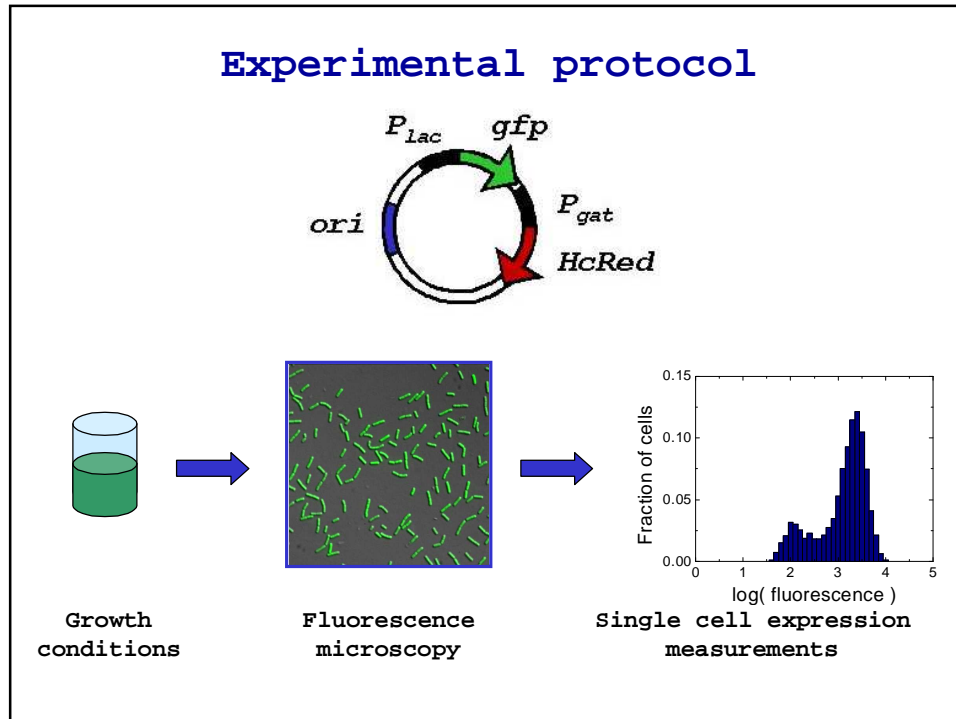 Experimental protocol
P_lac gfp
P_gat
ori
HcRed
0.15
0.10
0.05
0.00
Fraction of cells
0 1 2 3 4 5
log( fluorescence )
Growth
conditions
Fluorescence
microscopy
Single cell expression
measurements